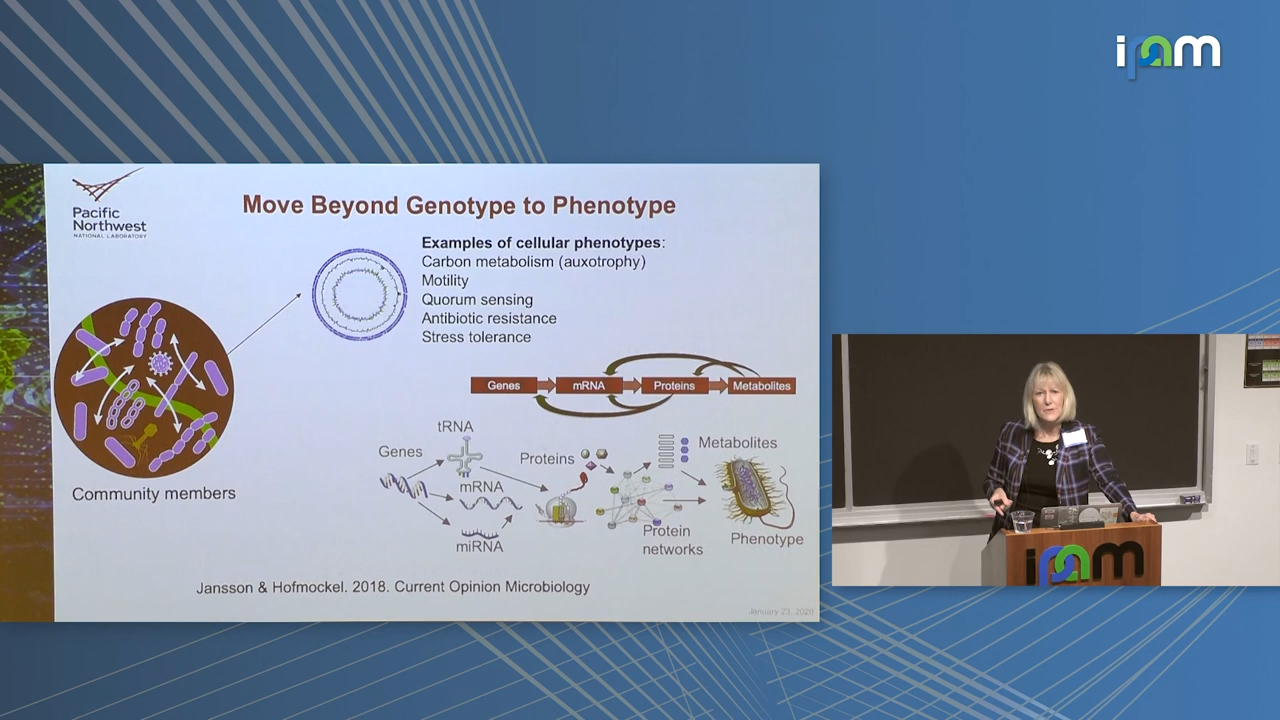 ipam
Pacific
Northwest
NATIONAL LABORATORY
Move Beyond Genotype to Phenotype
Examples of cellular phenotypes:
Carbon metabolism (auxotrophy)
Motility
Quorum sensing
Antibiotic resistance
Stress tolerance
Genes
mRNA
Proteins
Metabolites
Community members
tRNA
Genes
mRNA
miRNA
Proteins
Metabolites
Protein
networks
Phenotype
Jansson & Hofmockel. 2018. Current Opinion Microbiology
January 23, 2020
ipam